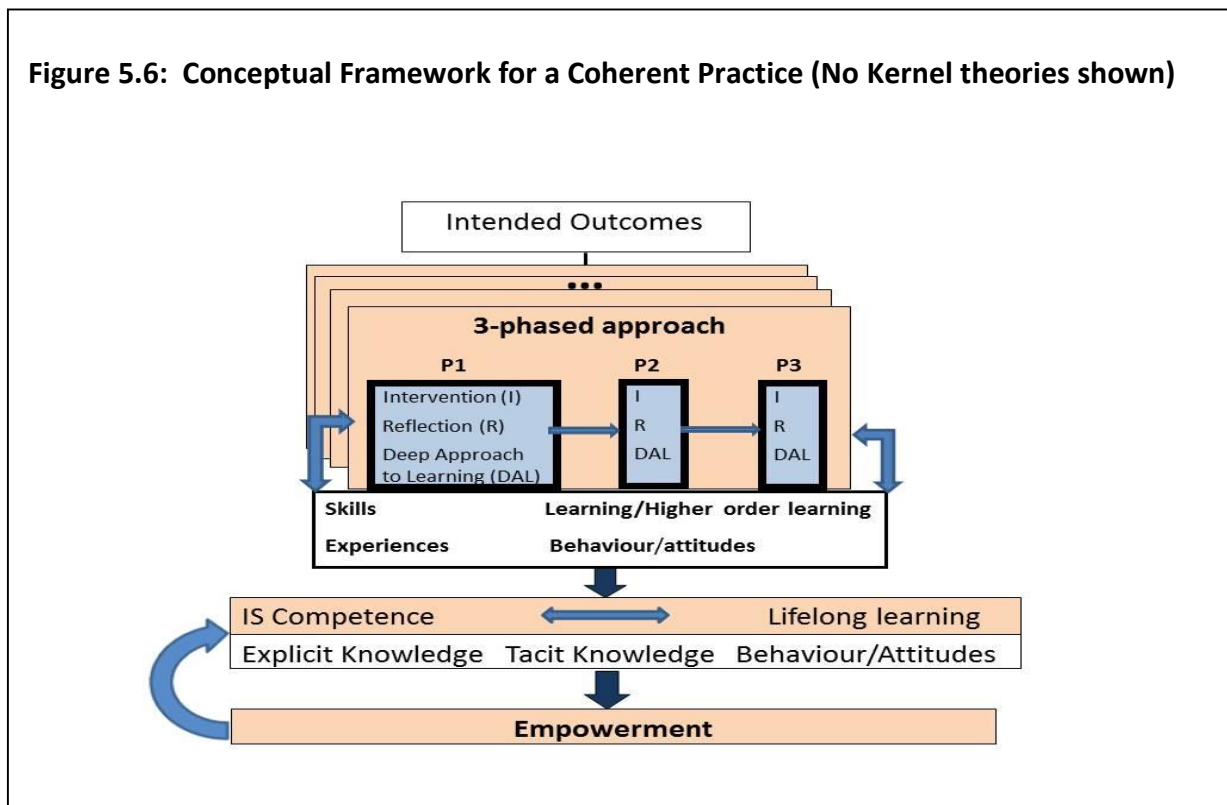 Figure 5.6:  Conceptual Framework for a Coherent Practice (No Kernel theories shown)
Intended Outcomes
...
3-phased approach
P1 P2 P3
Intervention (I) I I
Reflection (R) R R
Deep Approach DAL DAL
to Learning (DAL)
Skills Learning/Higher order learning
Experiences Behaviour/attitudes
IS Competence Lifelong learning
Explicit Knowledge Tacit Knowledge Behaviour/Attitudes
Empowerment